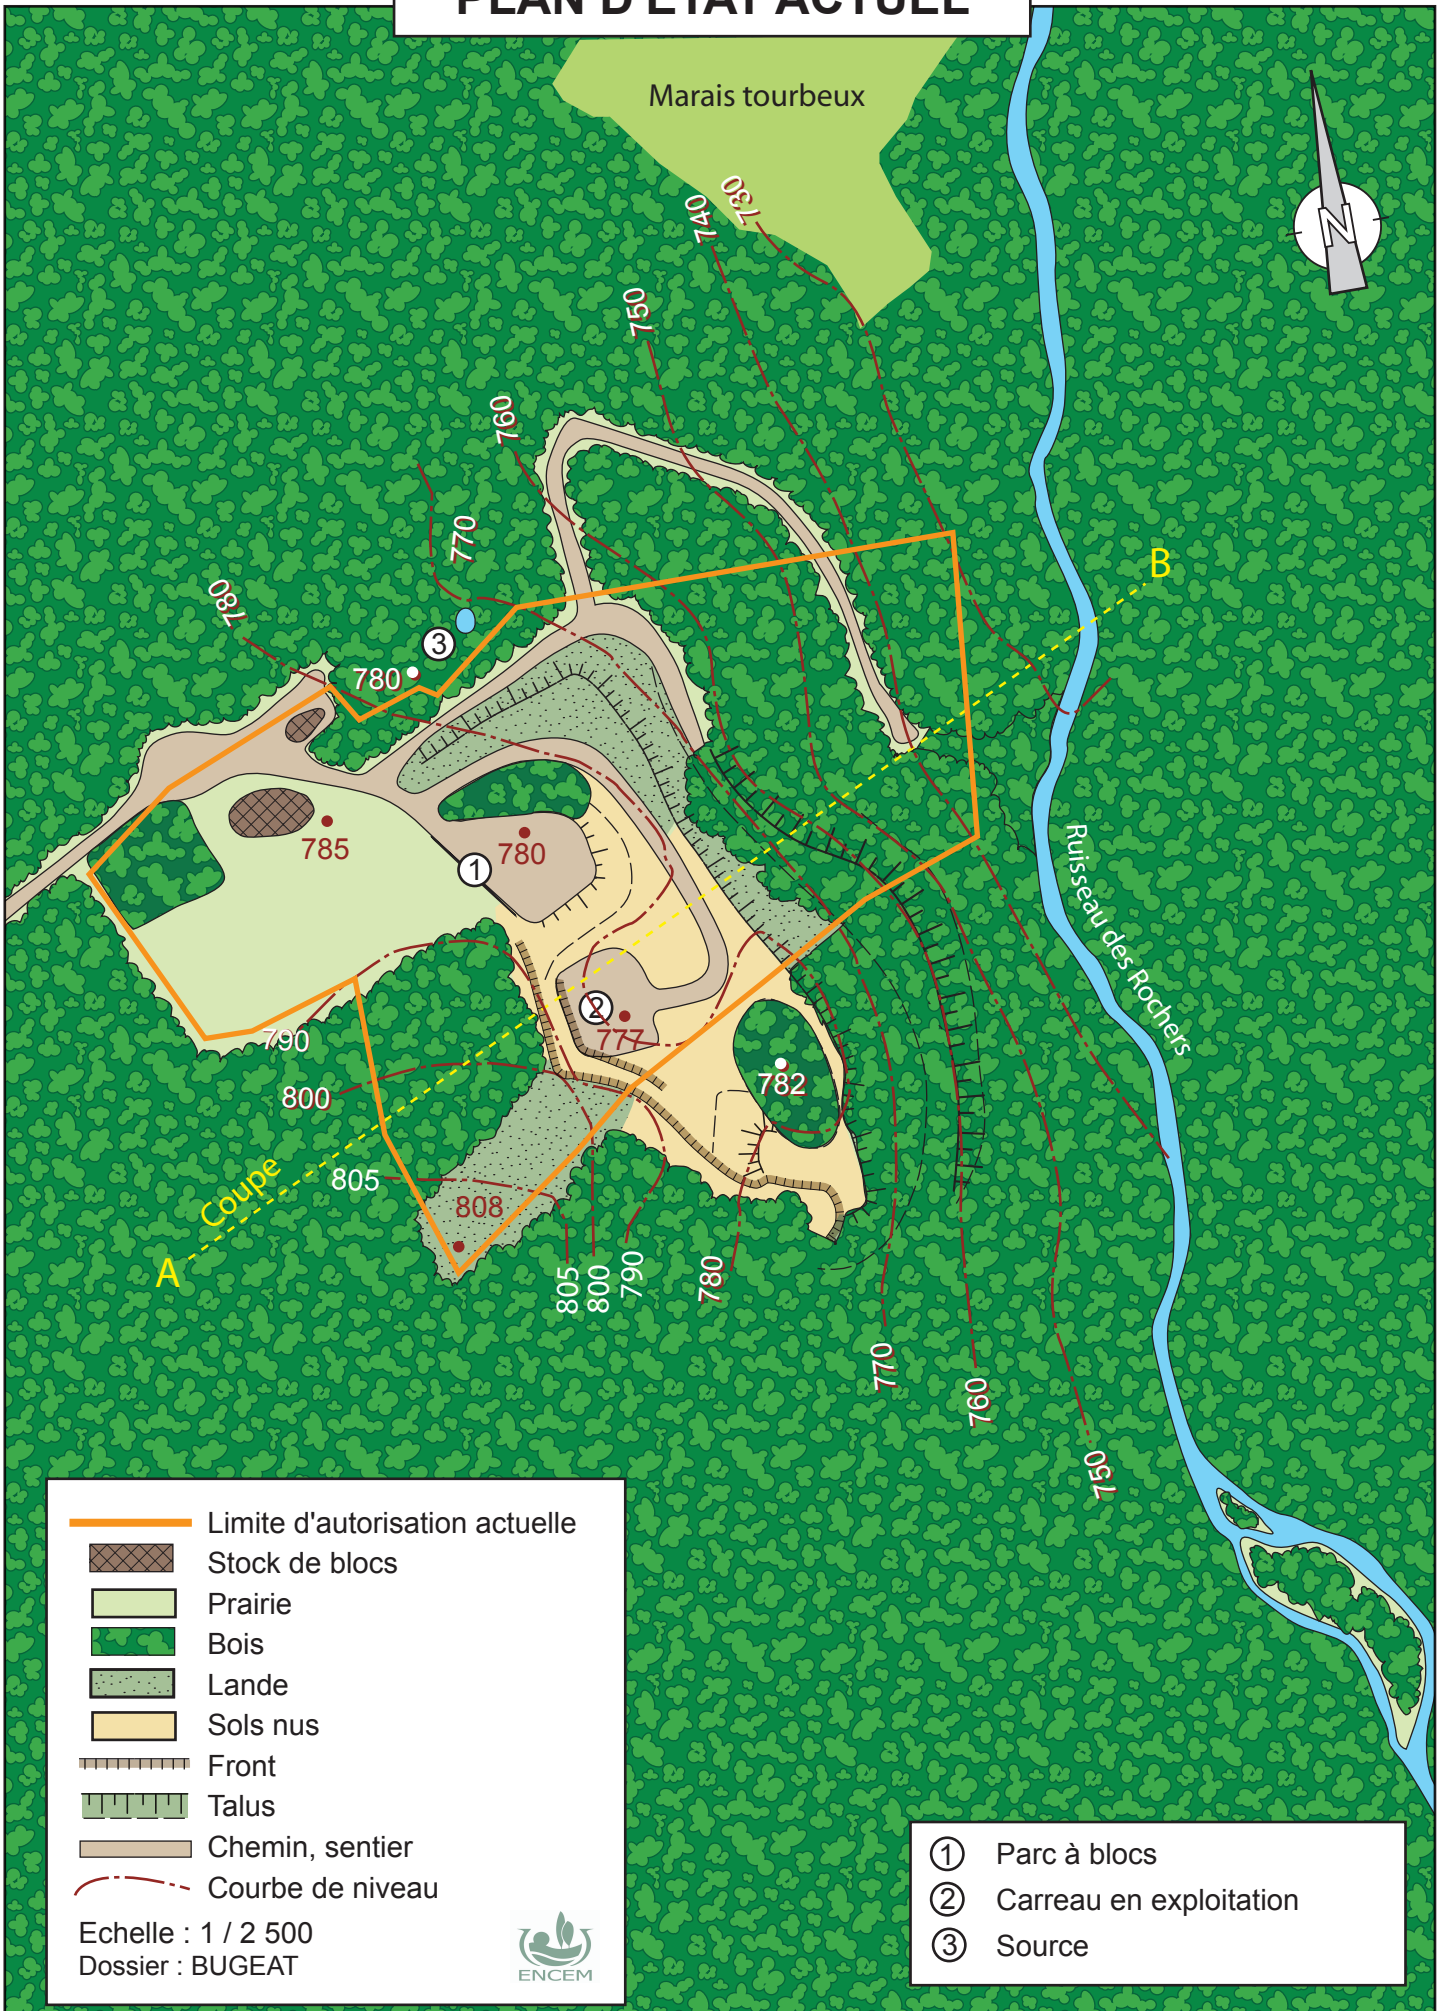 PLAN D'ETAT ACTUEL
Marais tourbeux
N
730
740
750
760
770
780
3
780
B
785
780
1
Ruisseau des Rochers
2
777
790
782
800
805
808
Coupe
A
805
800
790
780
770
760
750
Limite d'autorisation actuelle
Stock de blocs
Prairie
Bois
Lande
Sols nus
Front
Talus
Chemin, sentier
Courbe de niveau
Echelle : 1 / 2 500
Dossier : BUGEAT
ENCEM
1 Parc à blocs
2 Carreau en exploitation
3 Source